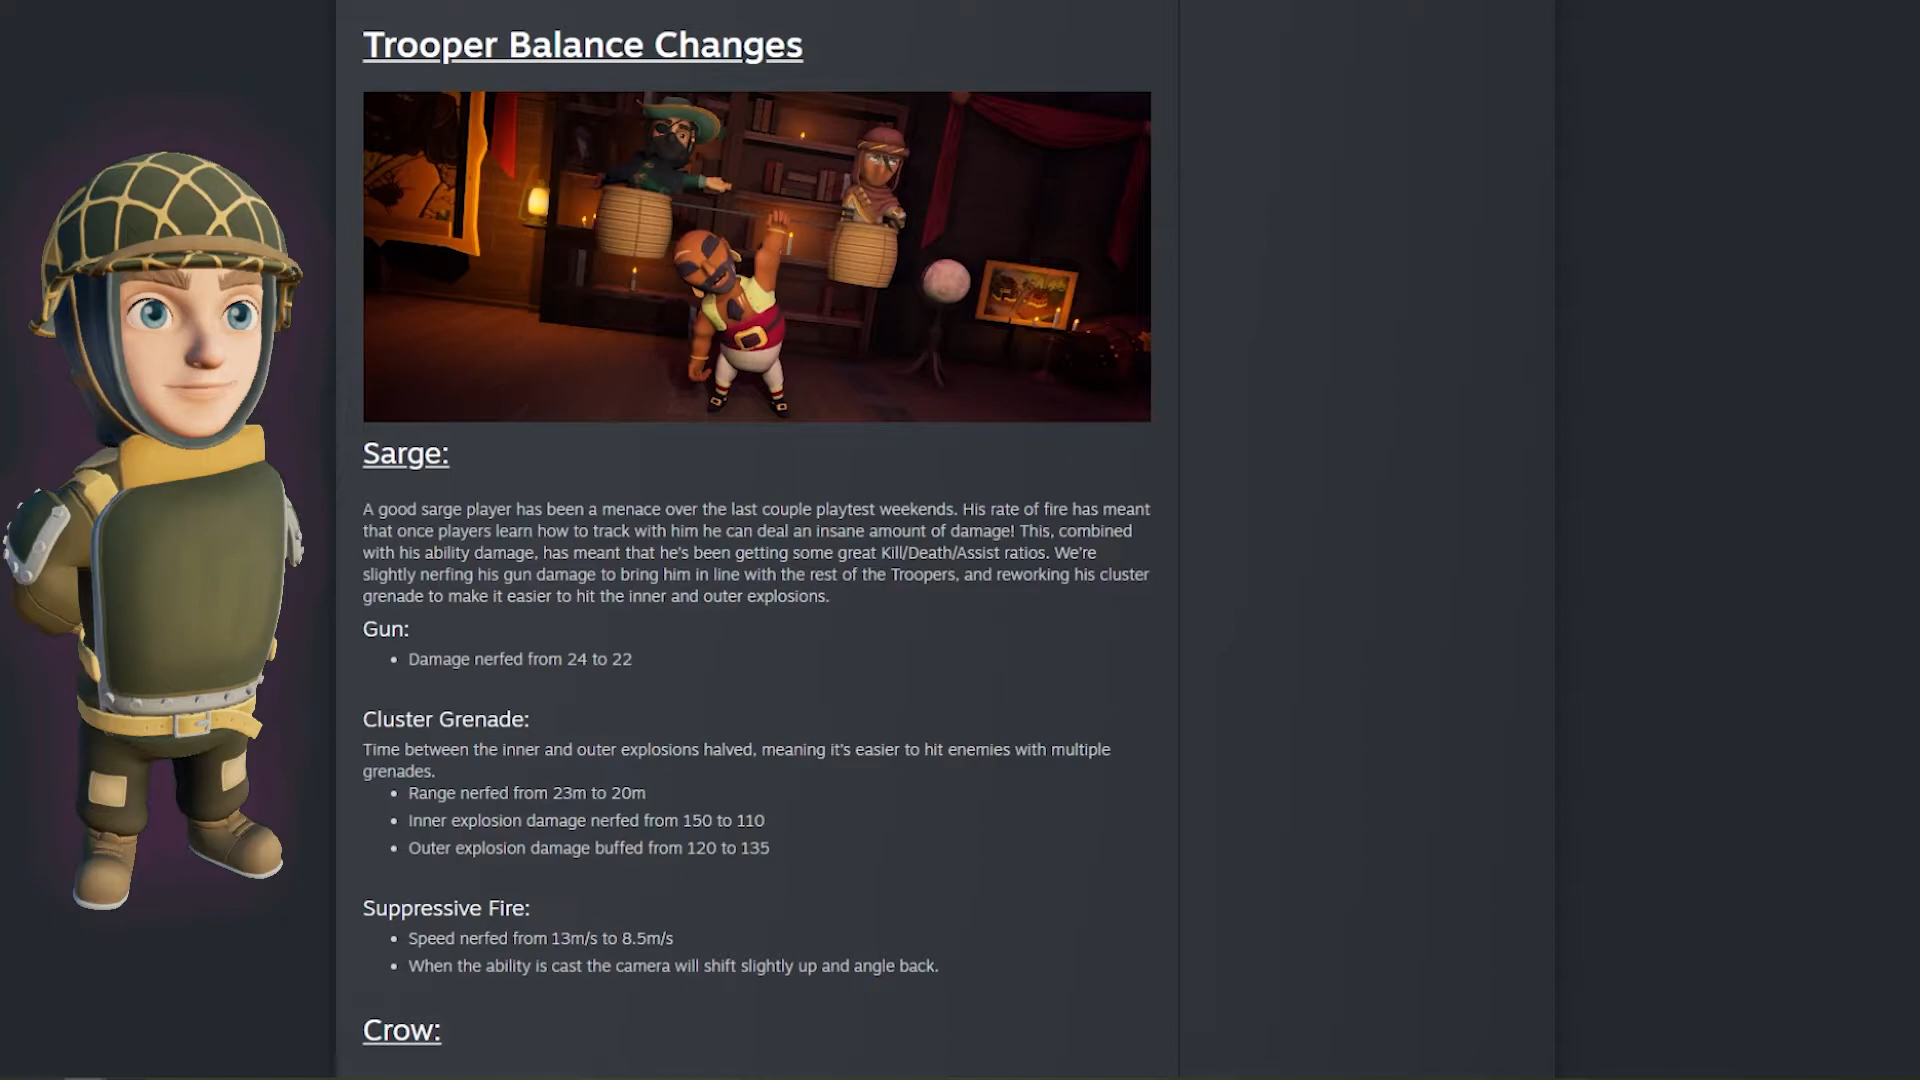 Trooper Balance Changes
Sarge:
A good sarge player has been a menace over the last couple playtest weekends. His rate of fire has meant
that once players learn how to track with him he can deal an insane amount of damage! This, combined
with his ability damage, has meant that he's been getting some great Kill/Death/Assist ratios. We're
slightly nerfing his gun damage to bring him in line with the rest of the Troopers, and reworking his cluster
grenade to make it easier to hit the inner and outer explosions.
Gun:
• Damage nerfed from 24 to 22
Cluster Grenade:
Time between the inner and outer explosions halved, meaning it's easier to hit enemies with multiple
grenades.
• Range nerfed from 23m to 20m
• Inner explosion damage nerfed from 150 to 110
• Outer explosion damage buffed from 120 to 135
Suppressive Fire:
• Speed nerfed from 13m/s to 8.5m/s
• When the ability is cast the camera will shift slightly up and angle back.
Crow: